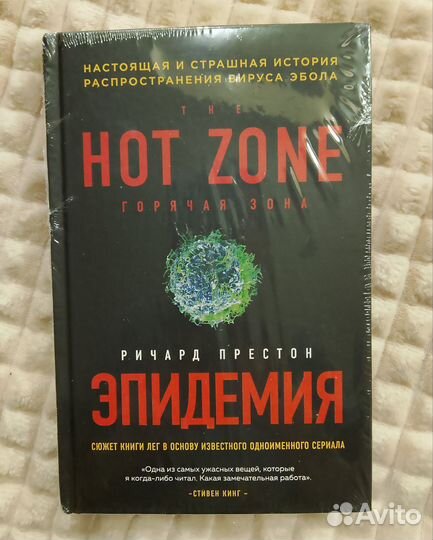 НАСТОЯЩАЯ И СТРАШНАЯ ИСТОРИЯ
РАСПРОСТРАНЕНИЯ ВИРУСА ЭБОЛА
THE
HOT ZONE
ГОРЯЧАЯ ЗОНА
РИЧАРД ПРЕСТОН
ЭПИДЕМИЯ
СЮЖЕТ КНИГИ ЛЕГ В ОСНОВУ ИЗВЕСТНОГО ОДНОИМЕННОГО СЕРИАЛА
«Одна из самых ужасных вещей, которые
я когда-либо читал. Какая замечательная работа».
- СТИВЕН КИНГ -
Avito